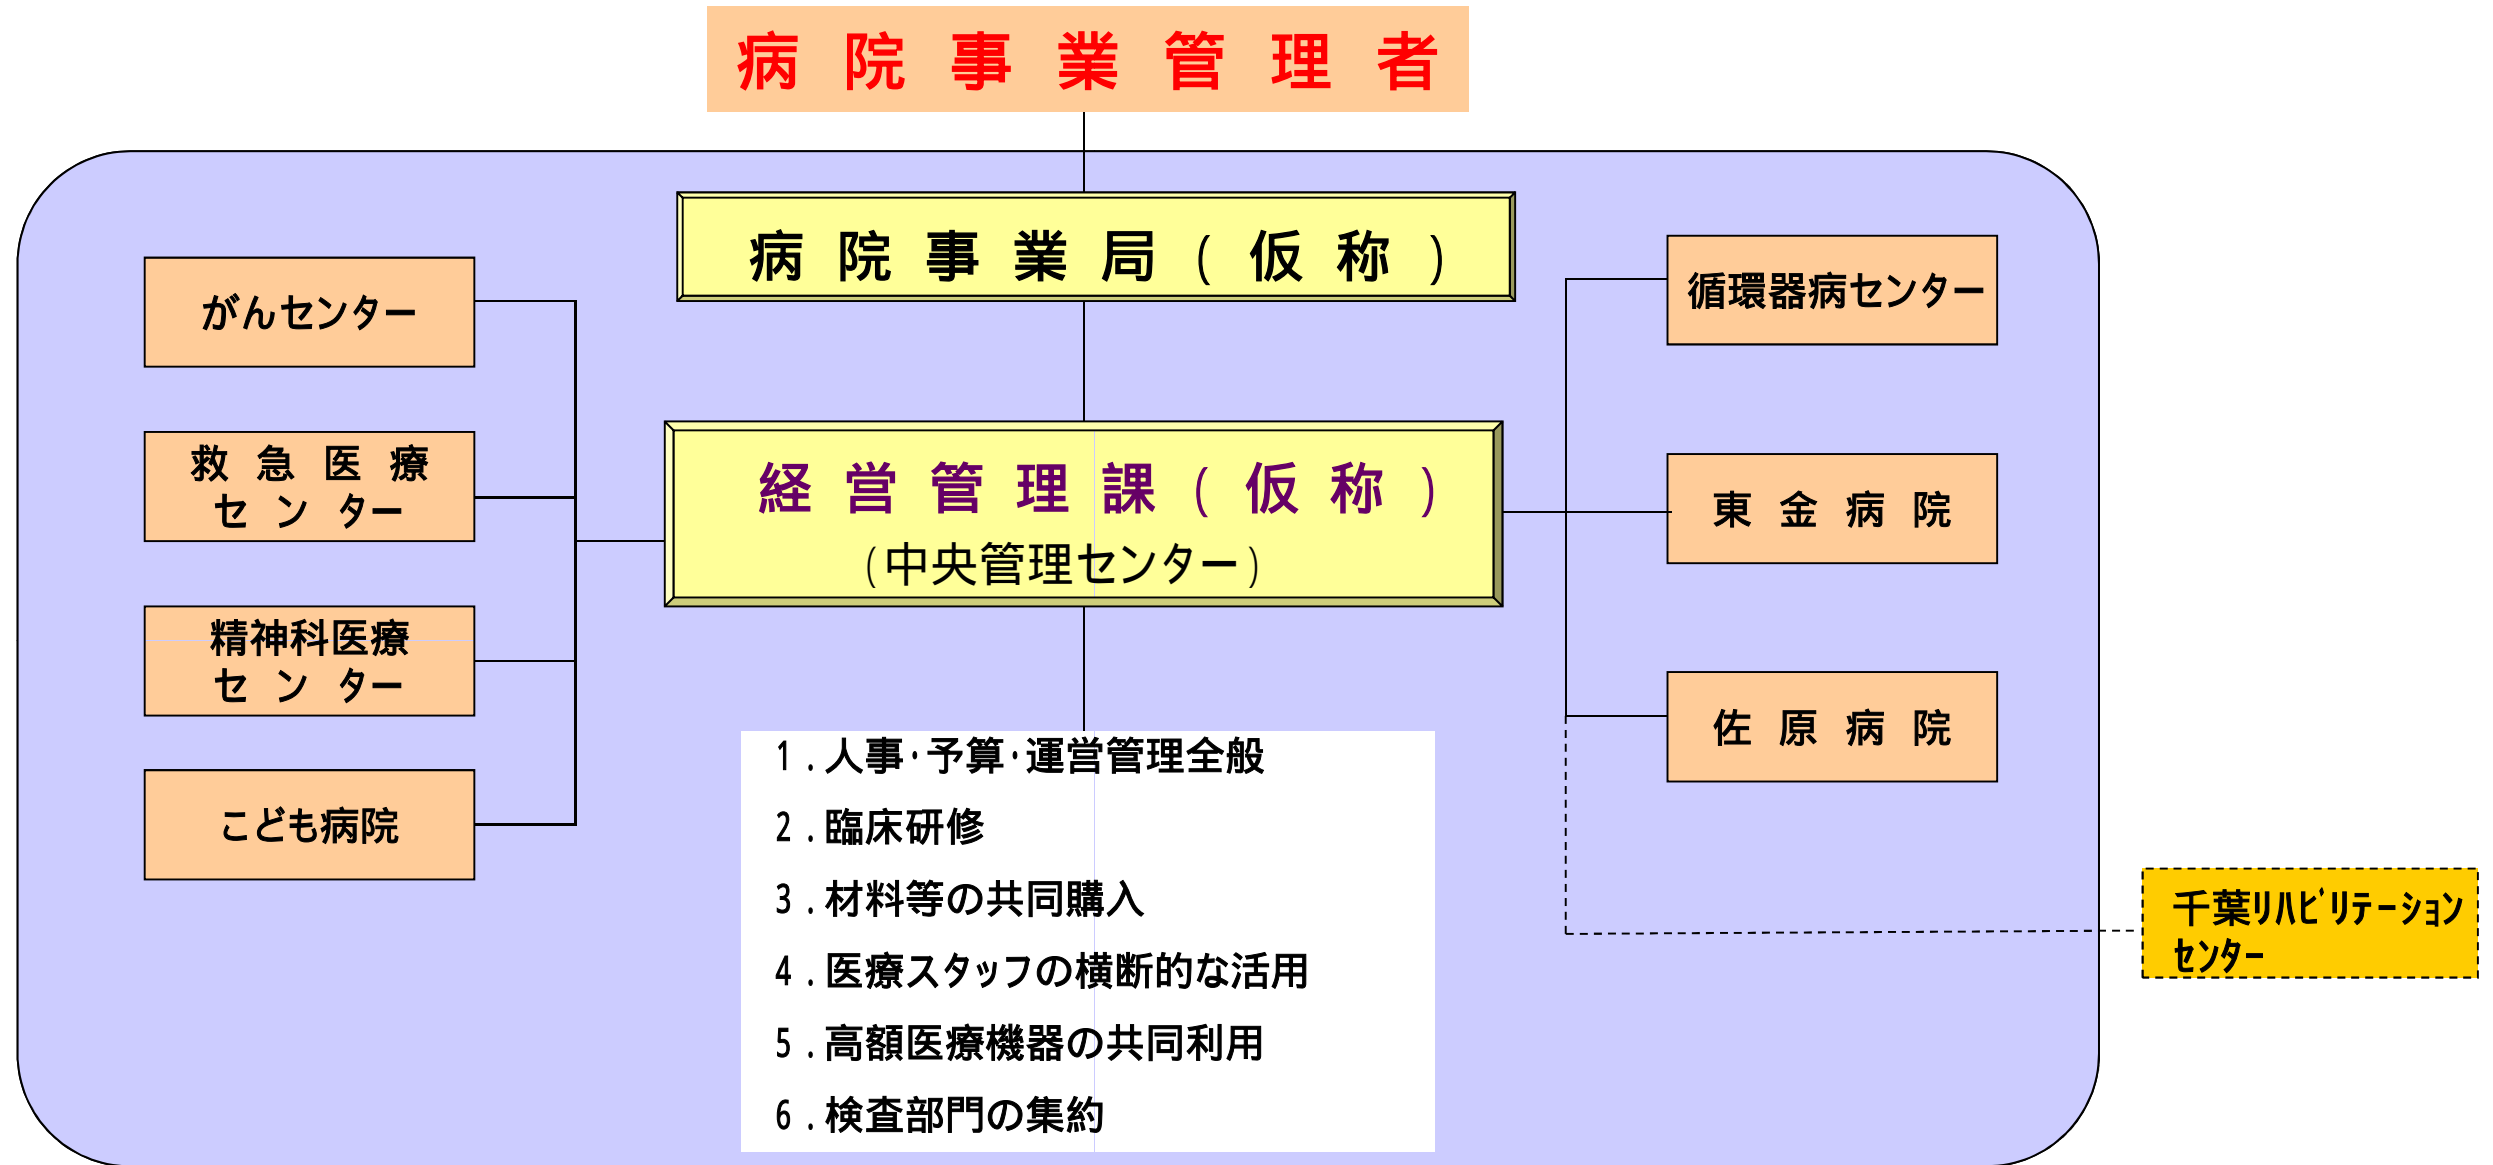 病院事業管理者
病院事業局(仮称)
経営管理課(仮称)
(中央管理センター)
がんセンター
救急医療
センター
精神科医療
センター
こども病院
循環器病センター
東金病院
佐原病院
1.人事・予算・運営管理全般
2.臨床研修
3.材料等の共同購入
4.医療スタッフの横断的な活用
5.高額医療機器の共同利用
6.検査部門の集約
千葉リハビリテーション
センター